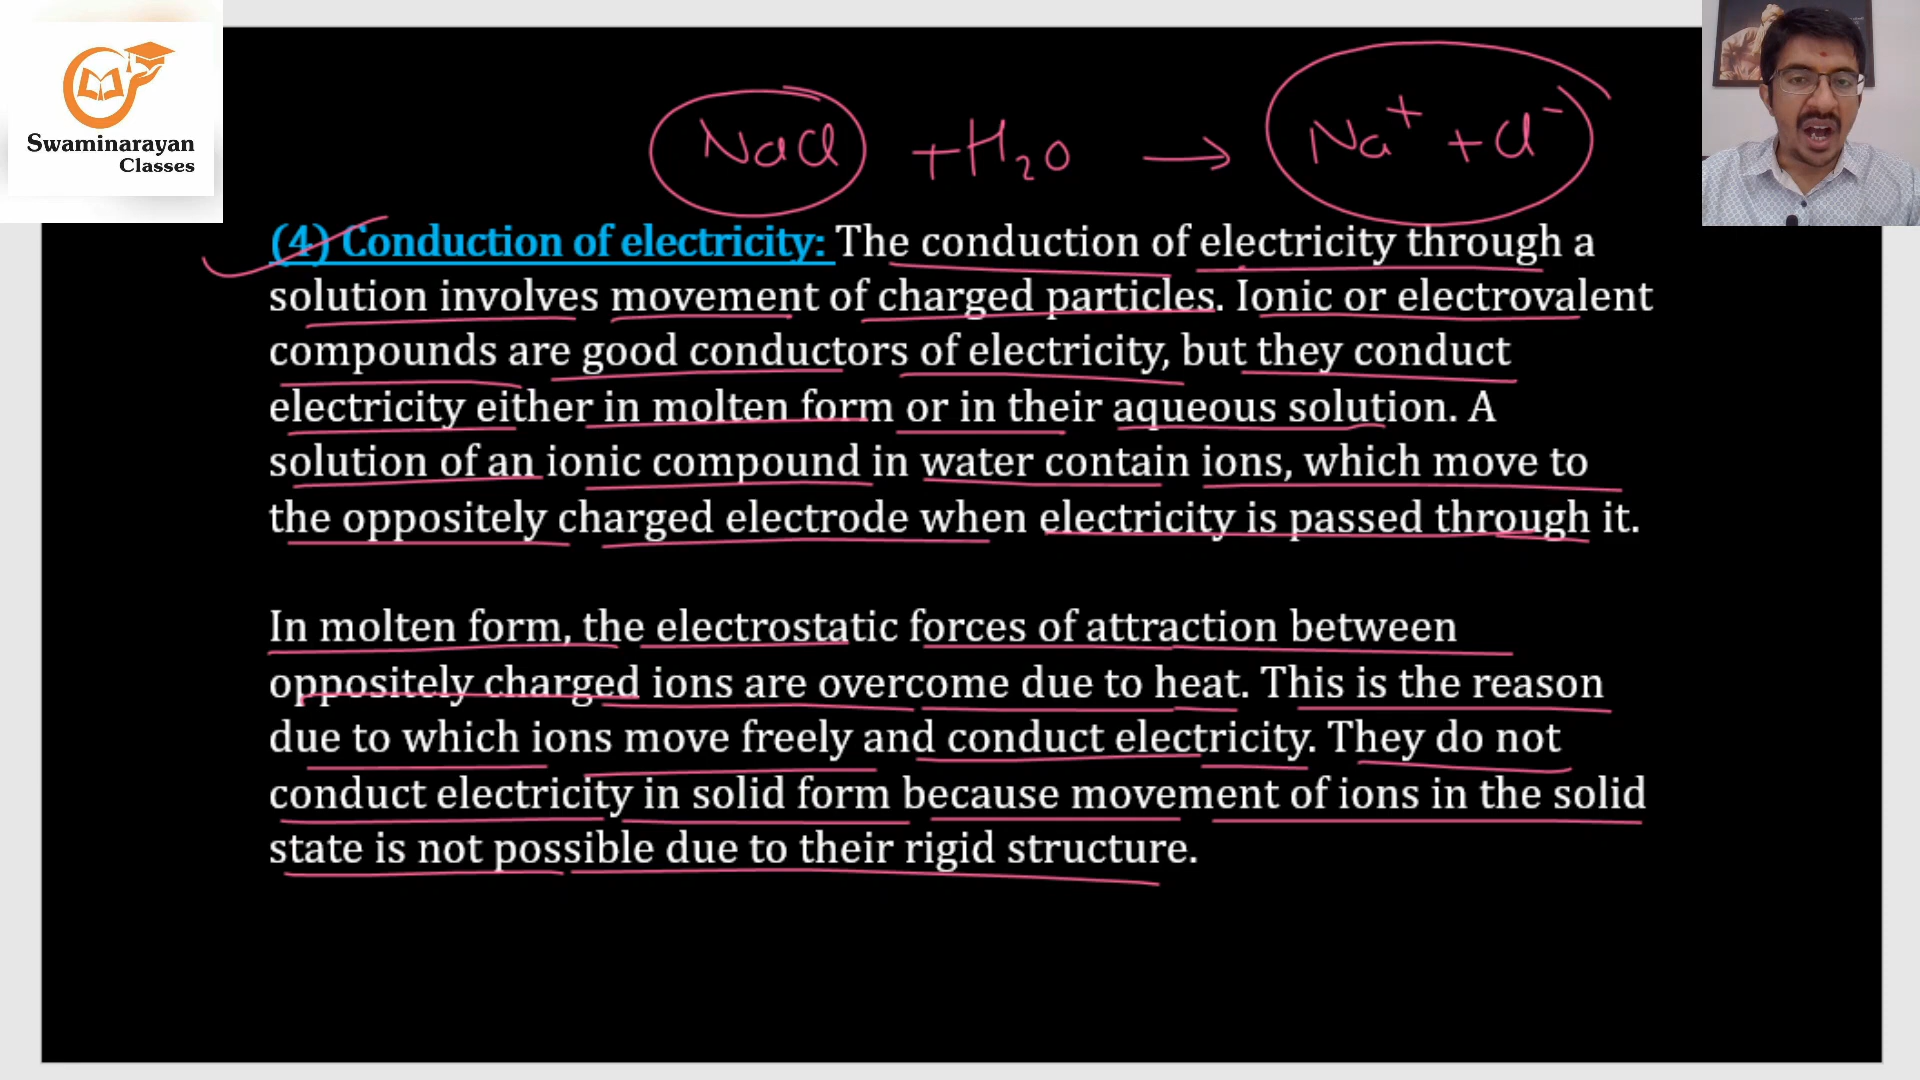 Swaminarayan
Classes
NaCl + H₂O → Na⁺ + Cl⁻
(4) Conduction of electricity: The conduction of electricity through a
solution involves movement of charged particles. Ionic or electrovalent
compounds are good conductors of electricity, but they conduct
electricity either in molten form or in their aqueous solution. A
solution of an ionic compound in water contain ions, which move to
the oppositely charged electrode when electricity is passed through it.
In molten form, the electrostatic forces of attraction between
oppositely charged ions are overcome due to heat. This is the reason
due to which ions move freely and conduct electricity. They do not
conduct electricity in solid form because movement of ions in the solid
state is not possible due to their rigid structure.